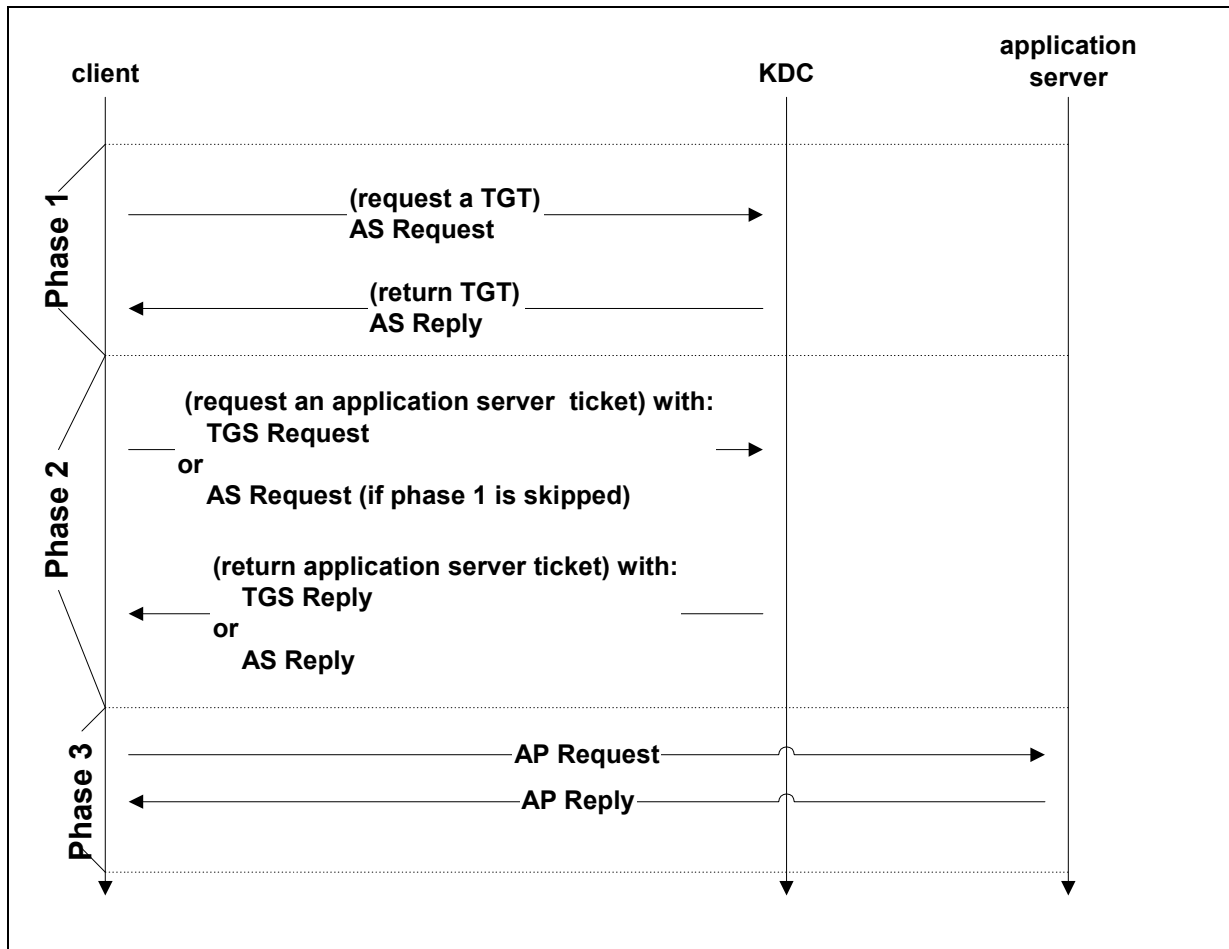 client
KDC
application
server
Phase 1
(request a TGT)
AS Request
(return TGT)
AS Reply
Phase 2
(request an application server ticket) with:
TGS Request
or
AS Request (if phase 1 is skipped)
(return application server ticket) with:
TGS Reply
or
AS Reply
Phase 3
AP Request
AP Reply